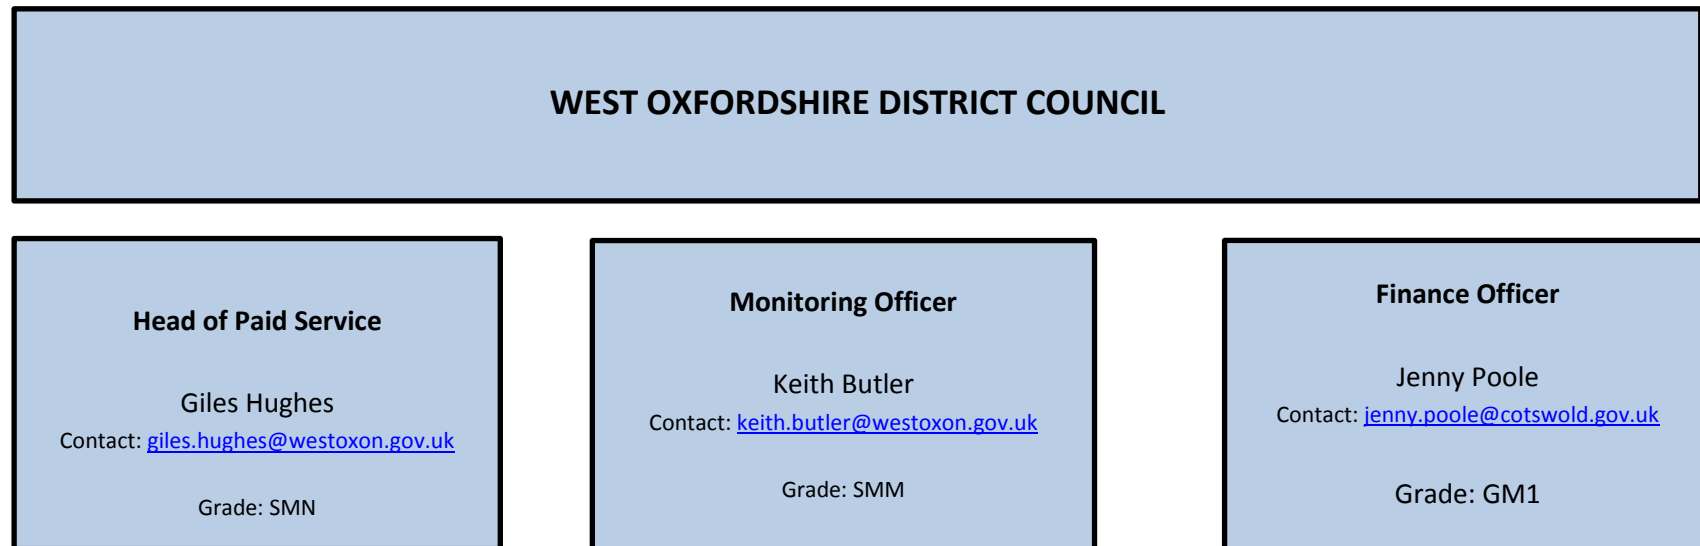 WEST OXFORDSHIRE DISTRICT COUNCIL
Head of Paid Service
Giles Hughes
Contact: giles.hughes@westoxon.gov.uk
Grade: SMN
Monitoring Officer
Keith Butler
Contact: keith.butler@westoxon.gov.uk
Grade: SMM
Finance Officer
Jenny Poole
Contact: jenny.poole@cotswold.gov.uk
Grade: GM1